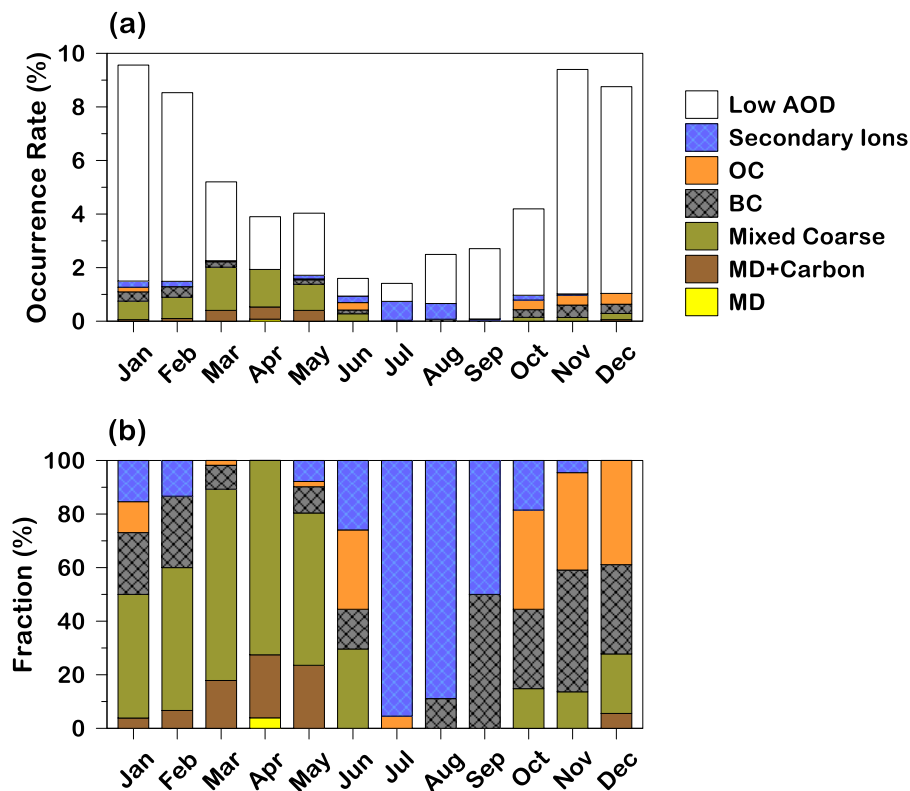 (a)
Occurrence Rate (%)
10
8
6
4
2
0
Jan Feb Mar Apr May Jun Jul Aug Sep Oct Nov Dec
Low AOD
Secondary Ions
OC
BC
Mixed Coarse
MD+Carbon
MD
(b)
Fraction (%)
100
80
60
40
20
0
Jan Feb Mar Apr May Jun Jul Aug Sep Oct Nov Dec